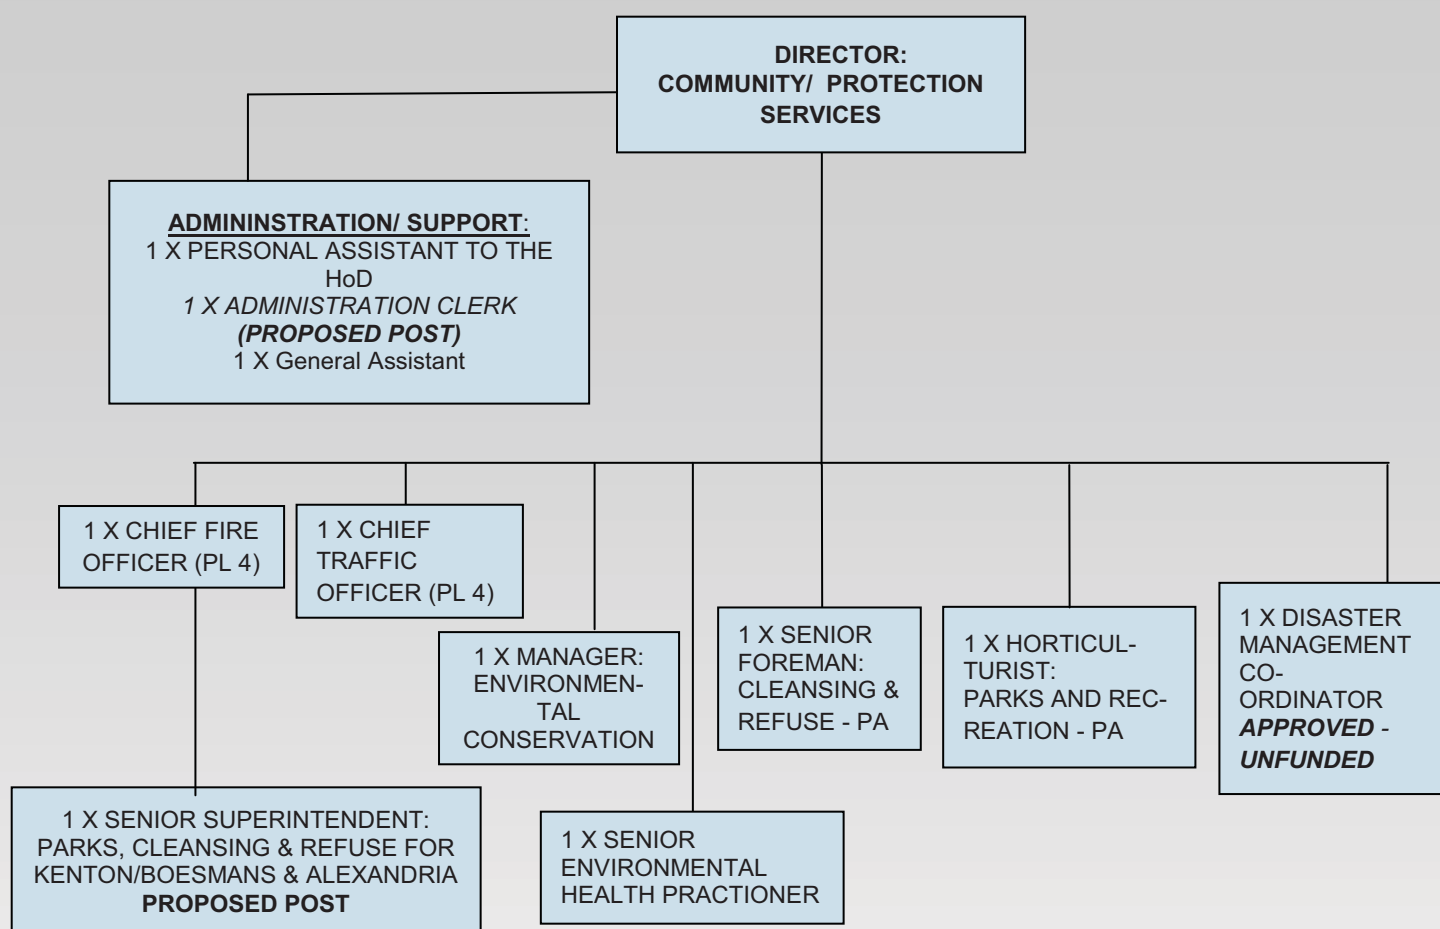 DIRECTOR:
COMMUNITY/ PROTECTION
SERVICES
ADMININSTRATION/ SUPPORT:
1 X PERSONAL ASSISTANT TO THE
HoD
1 X ADMINISTRATION CLERK
(PROPOSED POST)
1 X General Assistant
1 X CHIEF FIRE
OFFICER (PL 4)
1 X CHIEF
TRAFFIC
OFFICER (PL 4)
1 X MANAGER:
ENVIRONMEN-
TAL
CONSERVATION
1 X SENIOR
FOREMAN:
CLEANSING &
REFUSE - PA
1 X HORTICUL-
TURIST:
PARKS AND REC-
REATION - PA
1 X DISASTER
MANAGEMENT
CO-
ORDINATOR
APPROVED -
UNFUNDED
1 X SENIOR SUPERINTENDENT:
PARKS, CLEANSING & REFUSE FOR
KENTON/BOESMANS & ALEXANDRIA
PROPOSED POST
1 X SENIOR
ENVIRONMENTAL
HEALTH PRACTIONER